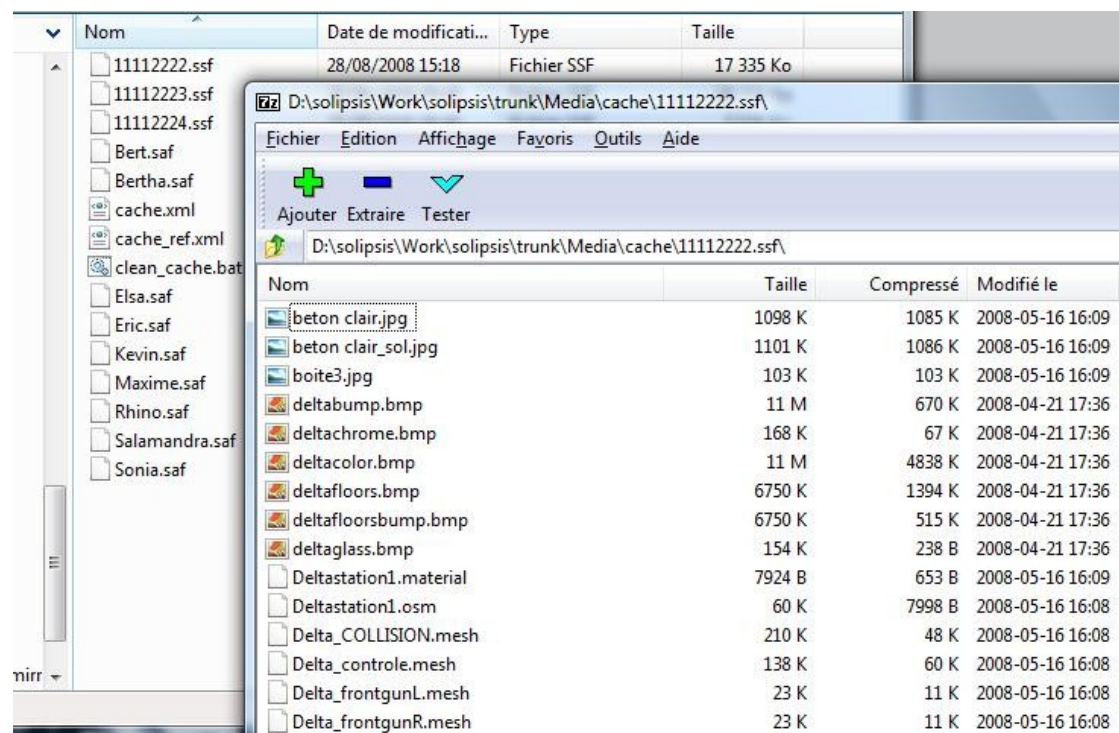 Nom Date de modificati... Type Taille
11112222.ssf 28/08/2008 15:18 Fichier SSF 17 335 Ko
11112223.ssf
11112224.ssf
Bert.saf
Bertha.saf
cache.xml
cache_ref.xml
clean_cache.bat
Elsa.saf
Eric.saf
Kevin.saf
Maxime.saf
Rhino.saf
Salamandra.saf
Sonia.saf
mirr
7z D:\solipsis\Work\solipsis\trunk\Media\cache\11112222.ssf\
Fichier Edition Affichage Favoris Outils Aide
Ajouter Extraire Tester
D:\solipsis\Work\solipsis\trunk\Media\cache\11112222.ssf\
Nom Taille Compressé Modifié le
beton clair.jpg 1098 K 1085 K 2008-05-16 16:09
beton clair_sol.jpg 1101 K 1086 K 2008-05-16 16:09
boite3.jpg 103 K 103 K 2008-05-16 16:09
deltabump.bmp 11 M 670 K 2008-04-21 17:36
deltachrome.bmp 168 K 67 K 2008-04-21 17:36
deltacolor.bmp 11 M 4838 K 2008-04-21 17:36
deltafloors.bmp 6750 K 1394 K 2008-04-21 17:36
deltafloorsbump.bmp 6750 K 515 K 2008-04-21 17:36
deltaglass.bmp 154 K 238 B 2008-04-21 17:36
Deltastation1.material 7924 B 653 B 2008-05-16 16:09
Deltastation1.osm 60 K 7998 B 2008-05-16 16:08
Delta_COLLISION.mesh 210 K 48 K 2008-05-16 16:08
Delta_controle.mesh 138 K 60 K 2008-05-16 16:08
Delta_frontgunL.mesh 23 K 11 K 2008-05-16 16:08
Delta_frontgunR.mesh 23 K 11 K 2008-05-16 16:08